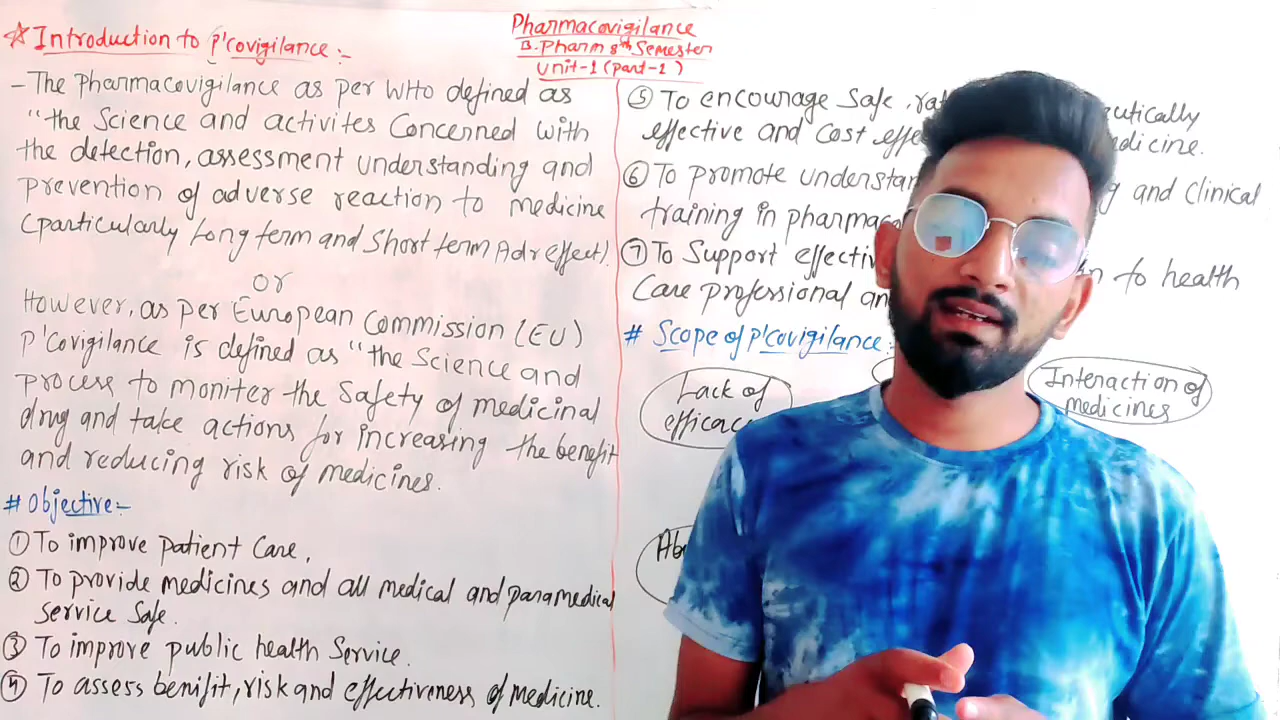 Pharmacovigilance
B. Pharm 8th Semester
Unit-1 (part-1)
☆ Introduction to p'covigilance :-
- The Pharmacovigilance as per WHO defined as
"the Science and activites Concerned with
the detection, assessment understanding and
prevention of adverse reaction to medicine
(particularly Long term and Short term Adr effect).
or
However, as per European Commission (EU)
p'Covigilance is defined as "the Science and
process to moniter the Safety of medicinal
drug and take actions for increasing the benefit
and reducing risk of medicines.
# Objective:-
① To improve patient Care,
② To provide medicines and all medical and paramedical
service Safe.
③ To improve public health Service.
④ To assess benifit, risk and effectiveness of medicine.
⑤ To encourage Safe,
effective and Cost
⑥ To promote and Clinical
training in
⑦ To Support to health
Care professional
# Scope of p'covigilance:
Lack of
Interaction of
medicines